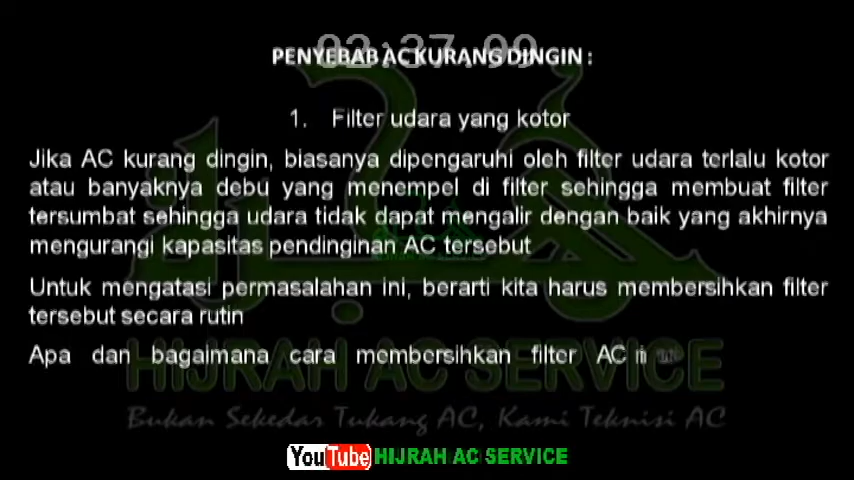 02:37.99
PENYEBAB AC KURANG DINGIN :
1. Filter udara yang kotor
Jika AC kurang dingin, biasanya dipengaruhi oleh filter udara terlalu kotor
atau banyaknya debu yang menempel di filter sehingga membuat filter
tersumbat sehingga udara tidak dapat mengalir dengan baik yang akhirnya
mengurangi kapasitas pendinginan AC tersebut
Untuk mengatasi permasalahan ini, berarti kita harus membersihkan filter
tersebut secara rutin
Apa dan bagaimana cara membersihkan filter AC
HIJRAH AC SERVICE
Bukan Sekedar Tukang AC, Kami Teknisi AC
YouTube HIJRAH AC SERVICE